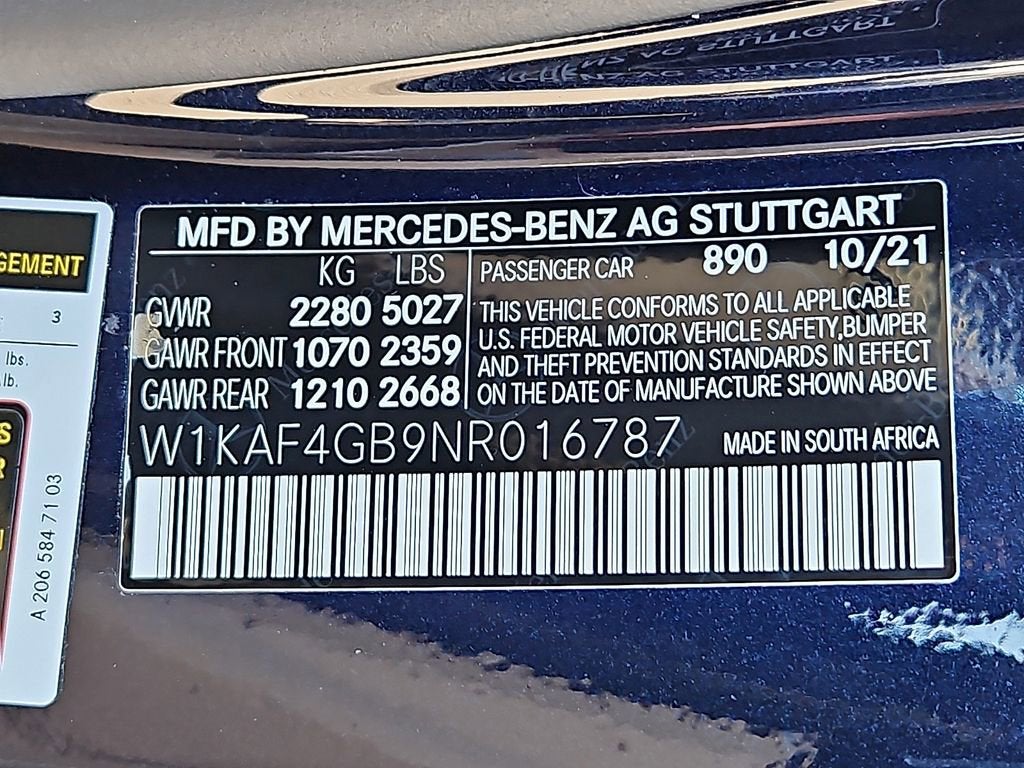 MFD BY MERCEDES-BENZ AG STUTTGART
KG LBS
GVWR 2280 5027
GAWR FRONT 1070 2359
GAWR REAR 1210 2668
PASSENGER CAR 890 10/21
THIS VEHICLE CONFORMS TO ALL APPLICABLE
U.S. FEDERAL MOTOR VEHICLE SAFETY,BUMPER
AND THEFT PREVENTION STANDARDS IN EFFECT
ON THE DATE OF MANUFACTURE SHOWN ABOVE
W1KAF4GB9NR016787 MADE IN SOUTH AFRICA
3
lbs.
lb.
A 206 584 71 03